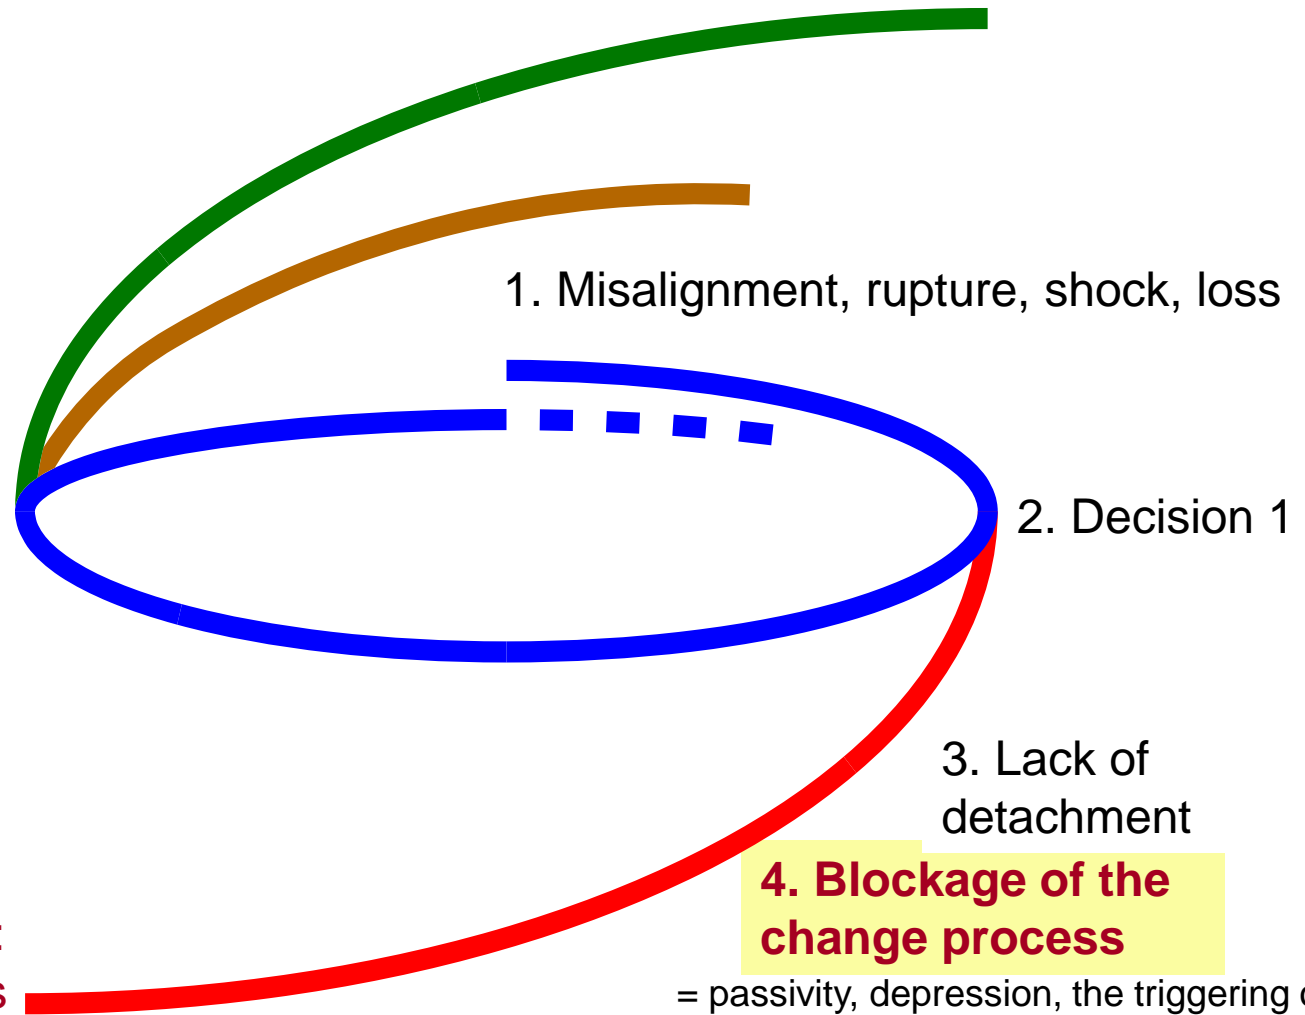 1. Misalignment, rupture, shock, loss
2. Decision 1
3. Lack of
detachment
4. Blockage of the
change process
= passivity, depression, the triggering